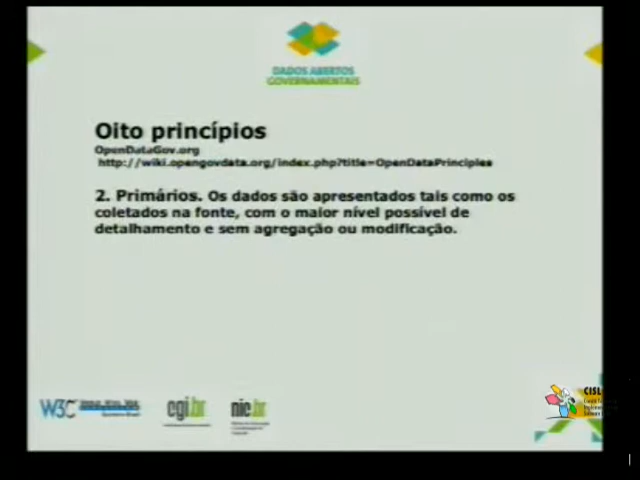 DADOS ABERTOS
GOVERNAMENTAIS
Oito princípios
OpenDataGov.org
http://wiki.opengovdata.org/index.php?title=OpenDataPrinciples
2. Primários. Os dados são apresentados tais como os
coletados na fonte, com o maior nível possível de
detalhamento e sem agregação ou modificação.
W3C
cgi.br
nic.br
CISL